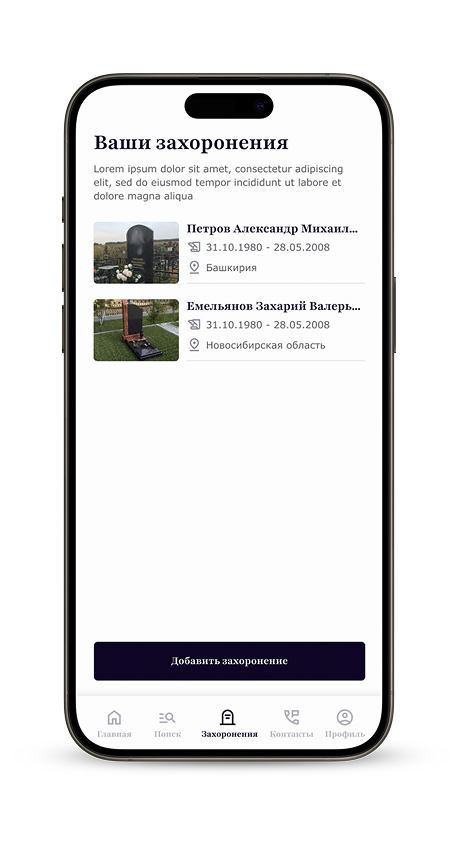 Ваши захоронения
Lorem ipsum dolor sit amet, consectetur adipiscing
elit, sed do eiusmod tempor incididunt ut labore et
dolore magna aliqua
Петров Александр Михаил...
31.10.1980 - 28.05.2008
Башкирия
Емельянов Захарий Валерь...
31.10.1980 - 28.05.2008
Новосибирская область
Добавить захоронение
Главная
Поиск
Захоронения
Контакты
Профиль